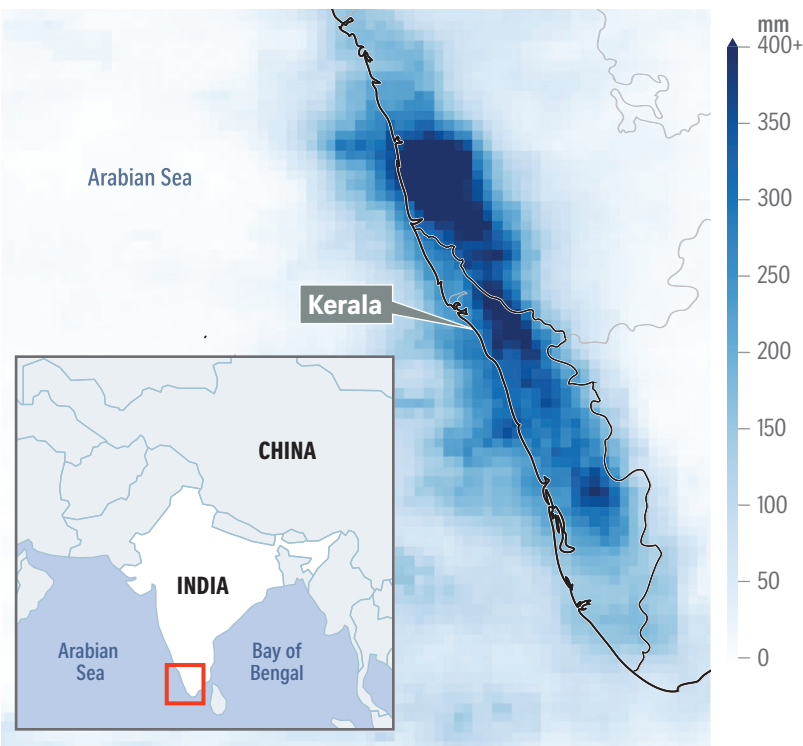 mm
400+
350
300
250
200
150
100
50
0
Arabian Sea
Kerala
CHINA
INDIA
Arabian
Sea
Bay of
Bengal